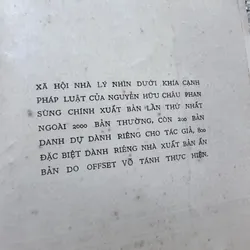 XÃ HỘI NHÀ LÝ NHÌN DƯỚI KHÍA CẠNH
PHÁP LUẬT CỦA NGUYỄN HỮU CHÂU PHAN
SÙNG CHÍNH XUẤT BẢN LẦN THỨ NHẤT
NGOÀI 2000 BẢN THƯỜNG, CÒN 200 BẢN
DANH DỰ DÀNH RIÊNG CHO TÁC GIẢ, 800
ĐẶC BIỆT DÀNH RIÊNG NHÀ XUẤT BẢN ẤN
BẢN DO OFFSET VÕ TÁNH THỰC HIỆN.